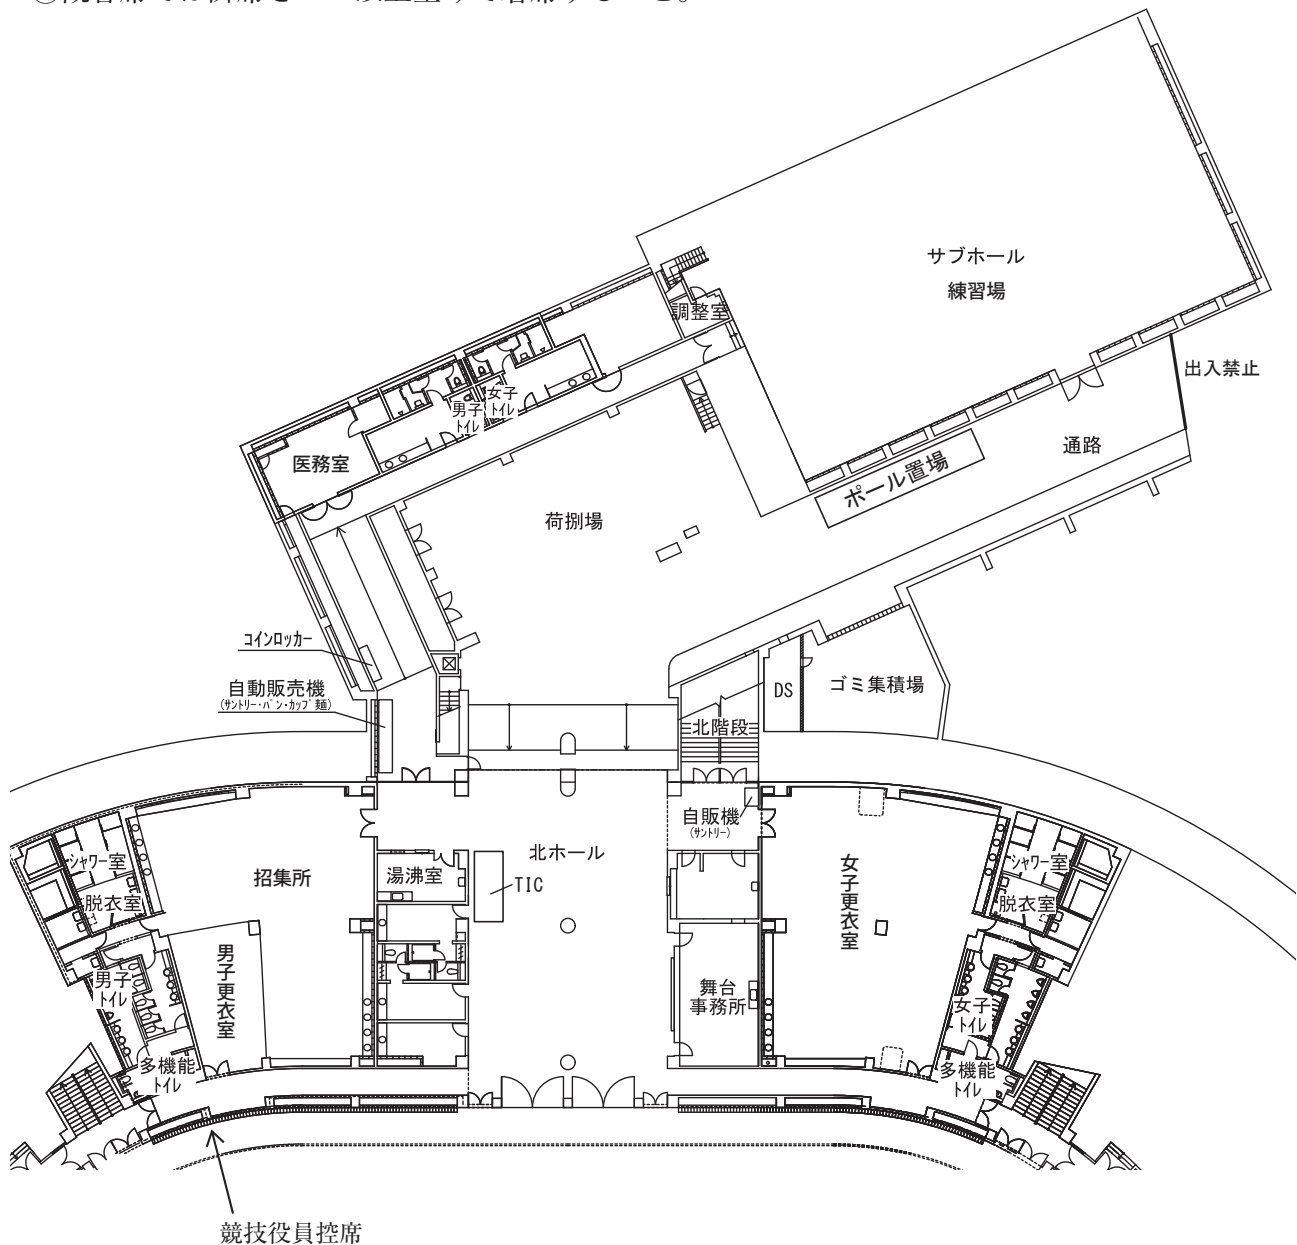 サブホール
練習場
調整室
出入禁止
女子
トイレ
男子
トイレ
通路
医務室
ポール置場
荷捌場
コインロッカー
自動販売機
(サントリー・パン・カップ麺)
DS
ゴミ集積場
北階段
自販機
(サントリー)
北ホール
シャワー室
招集所
湯沸室
TIC
脱衣室
女子更衣室
シャワー室
脱衣室
男子更衣室
男子
トイレ
舞台
事務所
女子
トイレ
多機能
トイレ
多機能
トイレ
競技役員控席